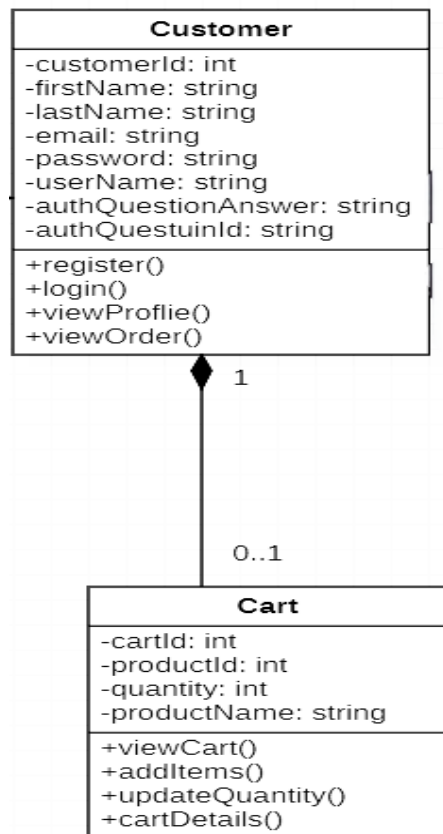 Customer
-customerId: int
-firstName: string
-lastName: string
-email: string
-password: string
-userName: string
-authQuestionAnswer: string
-authQuestuinId: string
+register()
+login()
+viewProflie()
+viewOrder()
1
0..1
Cart
-cartId: int
-productId: int
-quantity: int
-productName: string
+viewCart()
+addItems()
+updateQuantity()
+cartDetails()